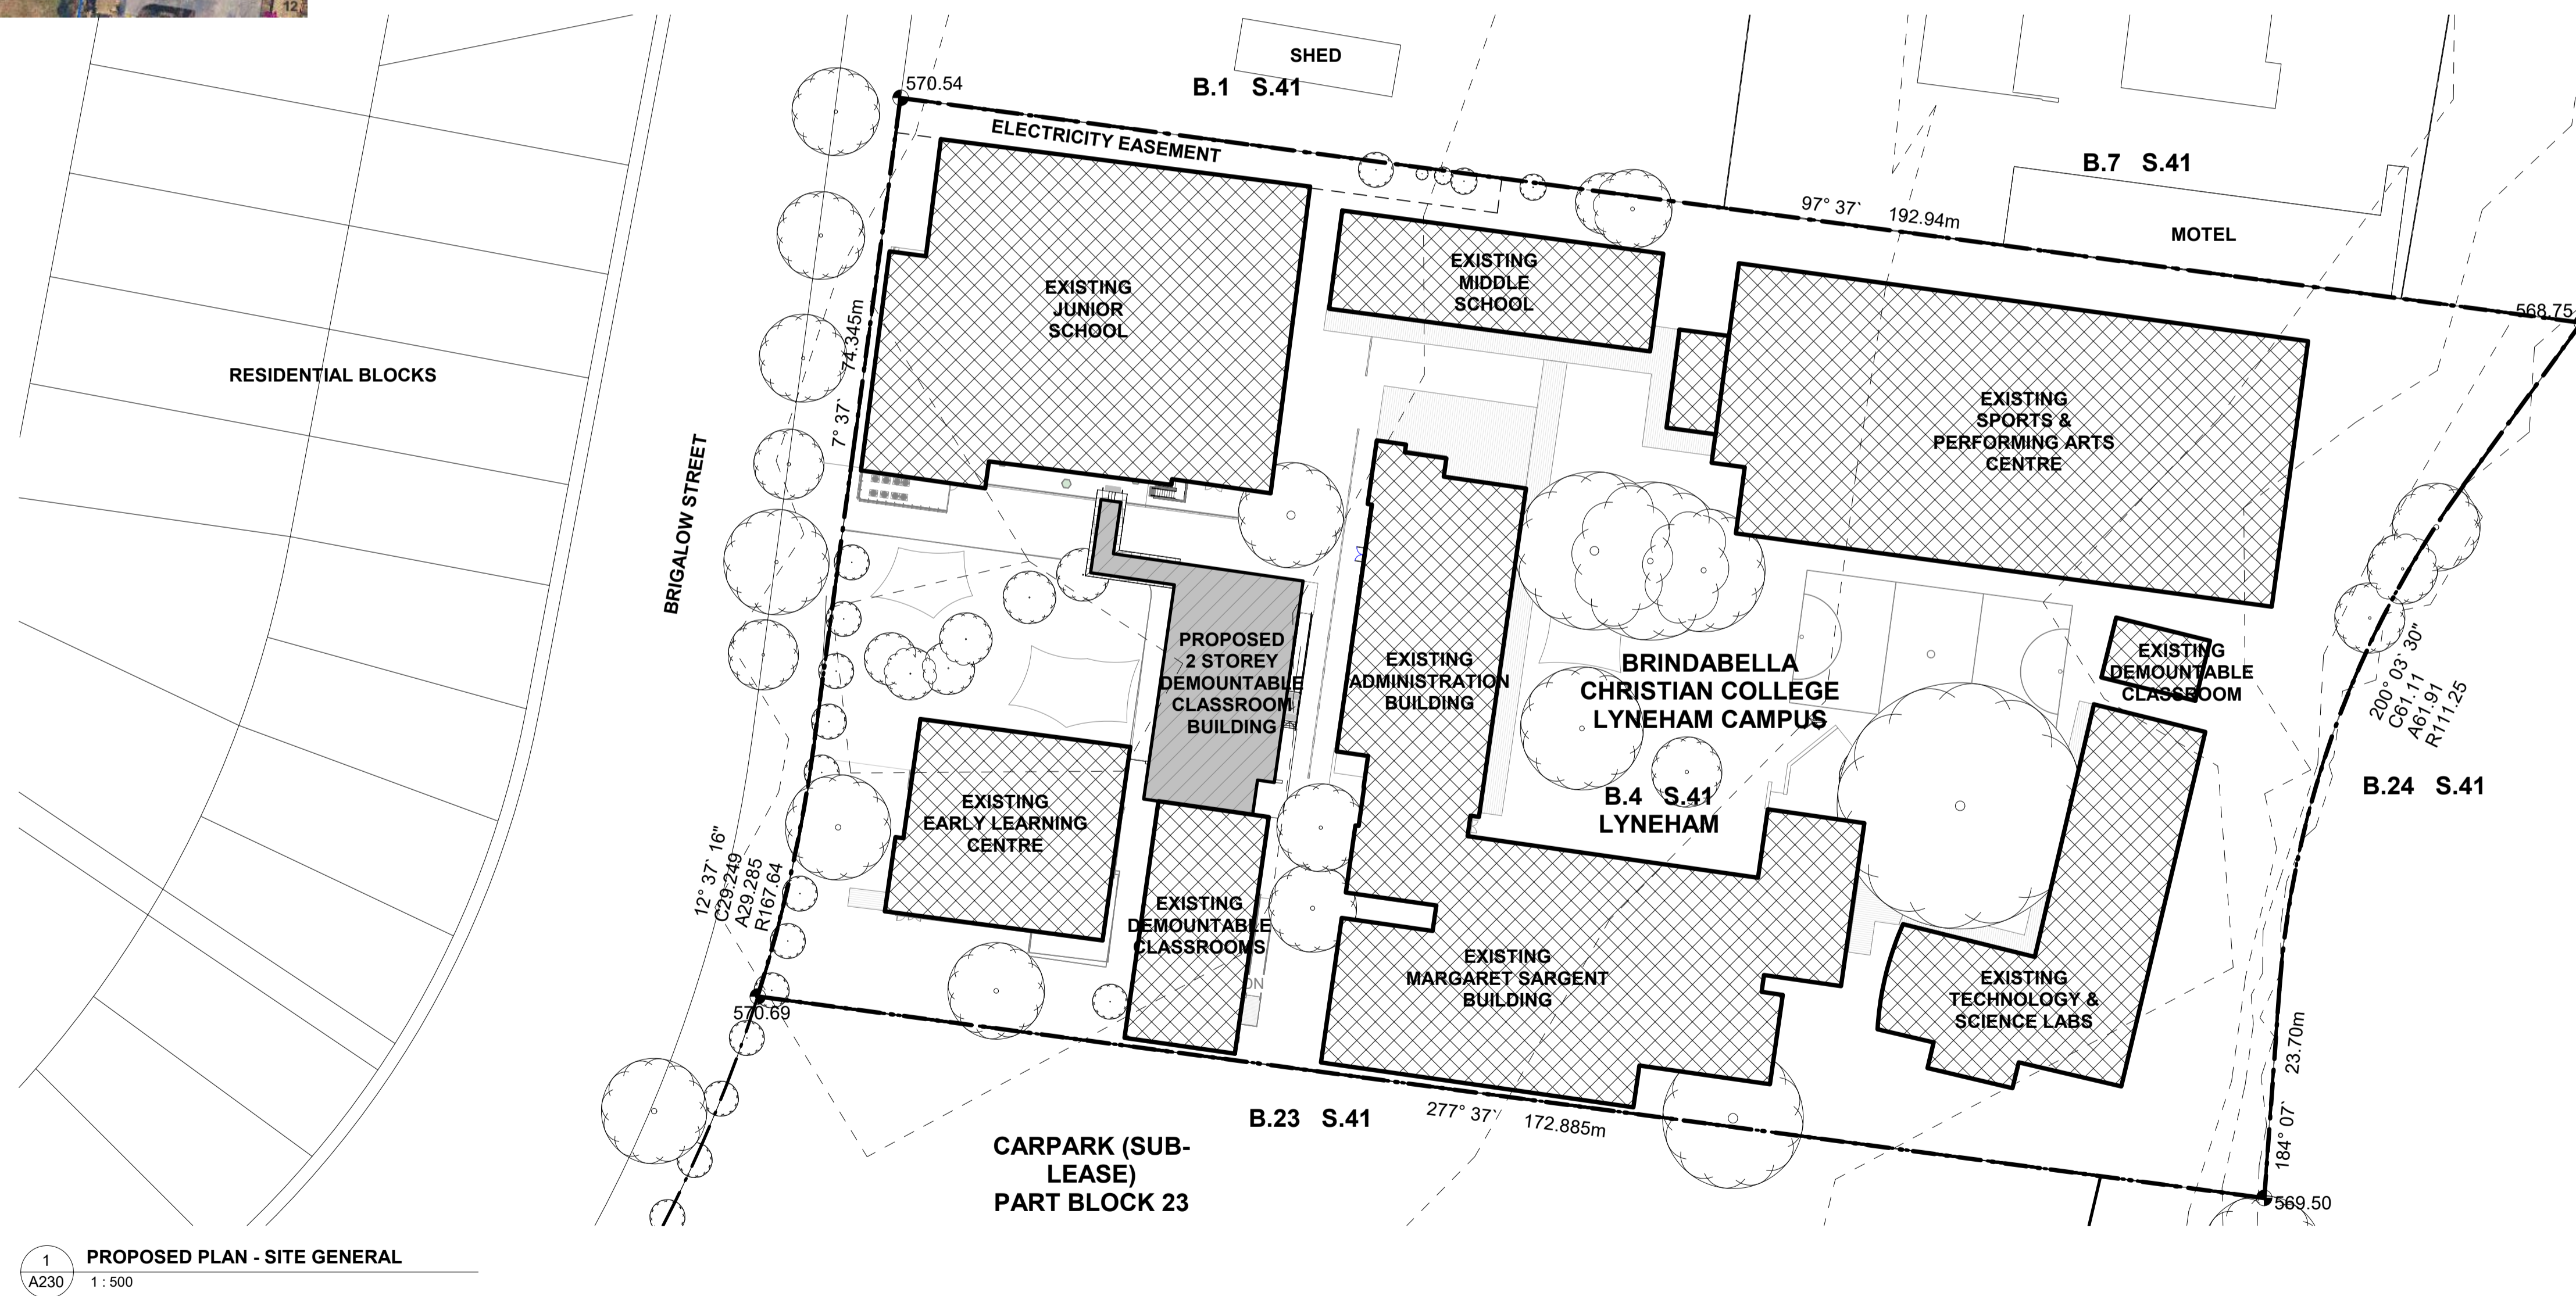 12
SHED
B.1 S.41
570.54
ELECTRICITY EASEMENT
B.7 S.41
97° 37` 192.94m
MOTEL
568.75
EXISTING
JUNIOR
SCHOOL
EXISTING
MIDDLE
SCHOOL
EXISTING
SPORTS &
PERFORMING ARTS
CENTRE
RESIDENTIAL BLOCKS
7° 37` 74.345m
BRIGALOW STREET
PROPOSED
2 STOREY
DEMOUNTABLE
CLASSROOM
BUILDING
EXISTING
ADMINISTRATION
BUILDING
BRINDABELLA
CHRISTIAN COLLEGE
LYNEHAM CAMPUS
EXISTING
DEMOUNTABLE
CLASSROOM
200° 03` 30"
C61.11
A61.91
R111.25
B.24 S.41
B.4 S.41
LYNEHAM
EXISTING
EARLY LEARNING
CENTRE
12° 37` 16"
C29.249
A29.285
R167.64
EXISTING
DEMOUNTABLE
CLASSROOMS
ON
EXISTING
MARGARET SARGENT
BUILDING
EXISTING
TECHNOLOGY &
SCIENCE LABS
570.69
184° 07` 23.70m
B.23 S.41
277° 37` 172.885m
CARPARK (SUB-
LEASE)
PART BLOCK 23
569.50
1
A230
PROPOSED PLAN - SITE GENERAL
1 : 500